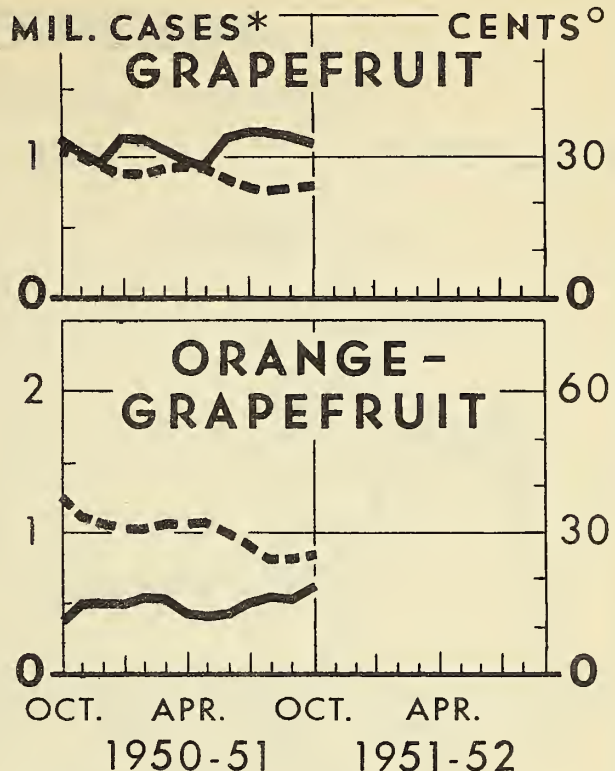 MIL. CASES* CENTS°
GRAPEFRUIT
1 30
0 0
ORANGE-
GRAPEFRUIT
2 60
1 30
0 0
OCT. APR. OCT. APR.
1950-51 1951-52